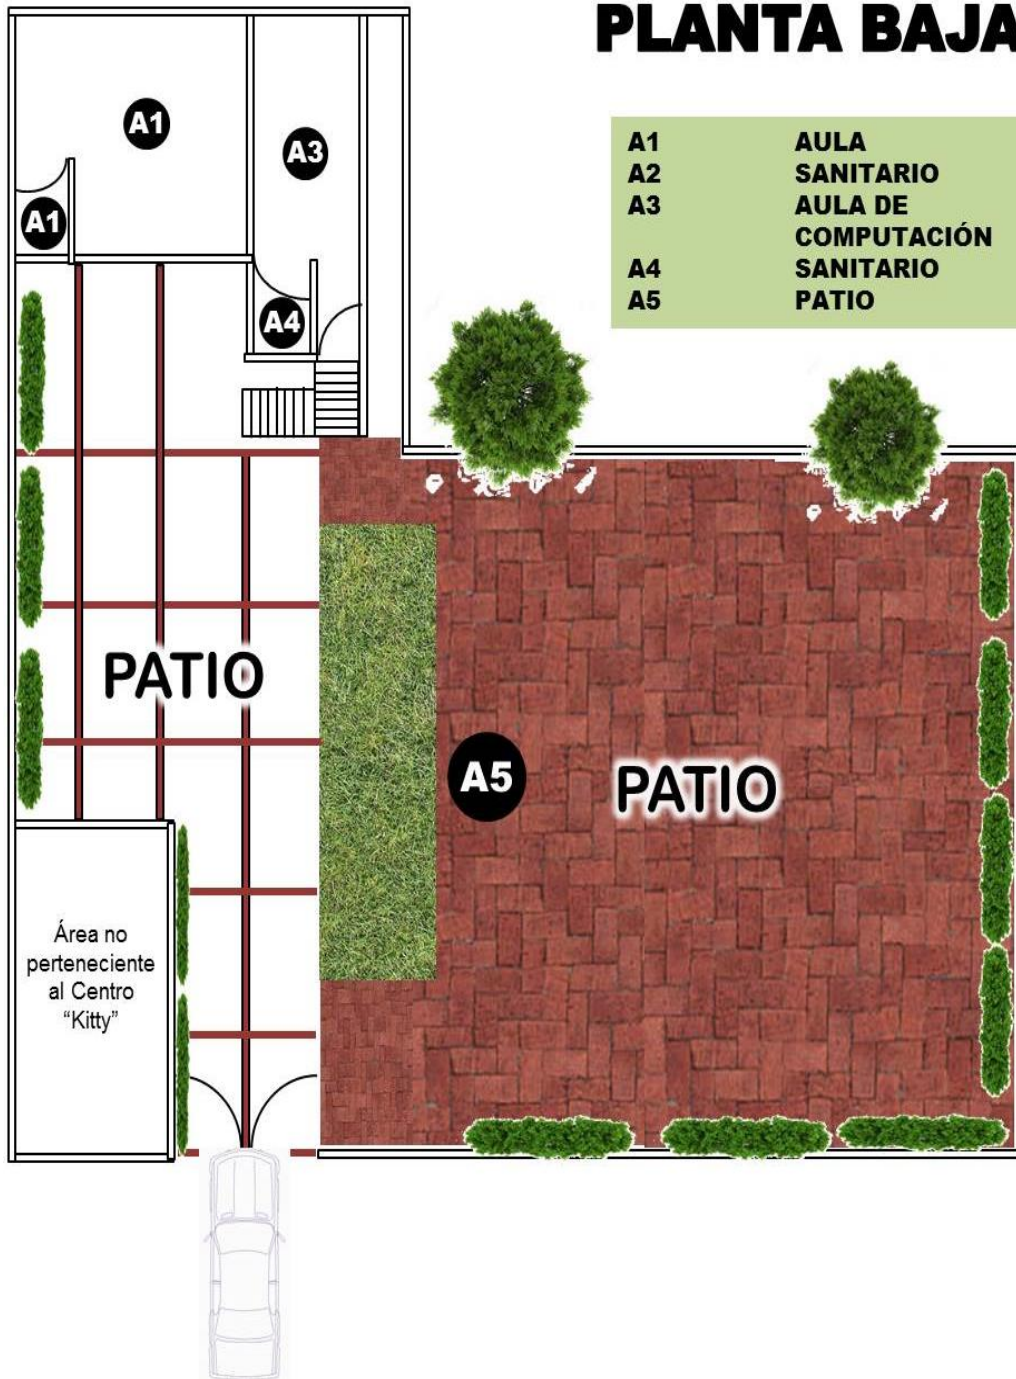 PLANTA BAJA
A1 AULA
A2 SANITARIO
A3 AULA DE
COMPUTACIÓN
A4 SANITARIO
A5 PATIO
A1
A3
A1
A4
PATIO
A5
PATIO
Área no
perteneciente
al Centro
“Kitty”